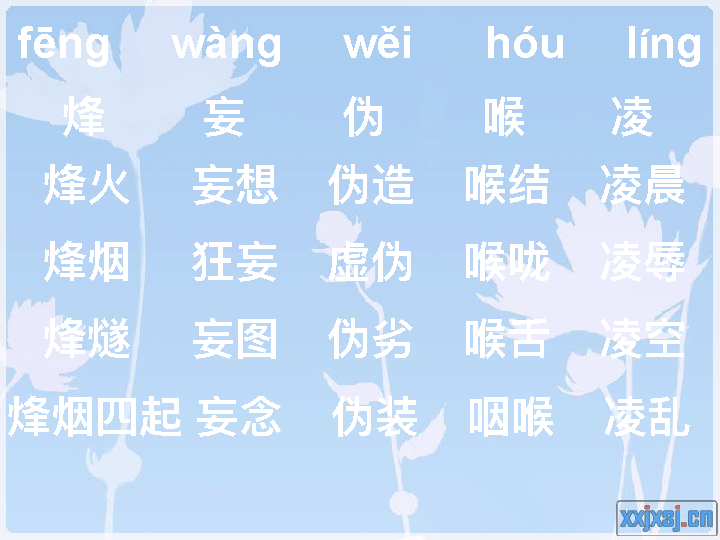 fēng wàng wěi hóu líng
烽 妄 伪 喉 凌
烽火 妄想 伪造 喉结 凌晨
烽烟 狂妄 虚伪 喉咙 凌辱
烽燧 妄图 伪劣 喉舌 凌空
烽烟四起 妄念 伪装 咽喉 凌乱
xxjxsj.cn